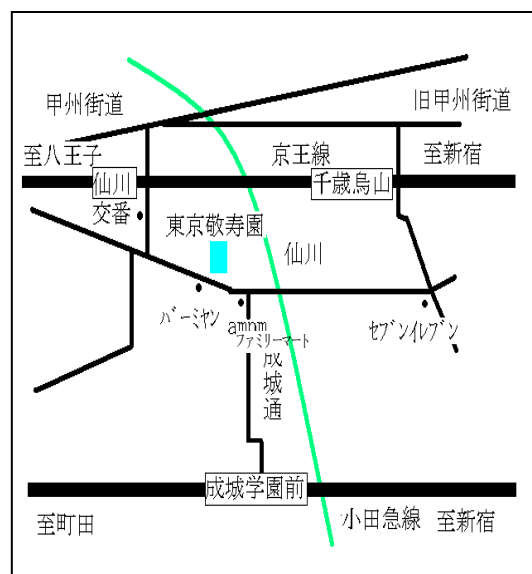 甲州街道
旧甲州街道
至八王子
京王線
至新宿
仙川
千歳烏山
交番
東京敬寿園
仙川
ﾊﾞｰﾐﾔﾝ
ampm
ﾌｧﾐﾘｰﾏｰﾄ
ｾﾌﾞﾝｲﾚﾌﾞﾝ
成城通
成城学園前
至町田
小田急線
至新宿